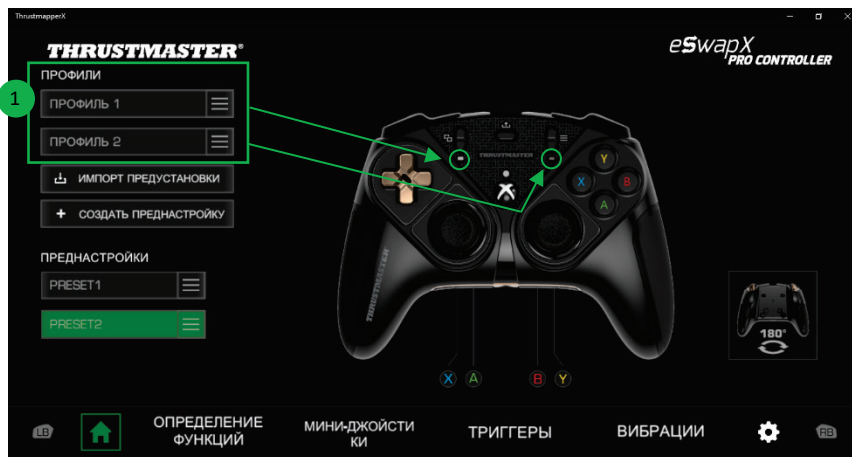 ThrustmapperX
THRUSTMASTER®
eSwapX
PRO CONTROLLER
ПРОФИЛИ
1
ПРОФИЛЬ 1
ПРОФИЛЬ 2
ИМПОРТ ПРЕДУСТАНОВКИ
+ СОЗДАТЬ ПРЕДНАСТРОЙКУ
ПРЕДНАСТРОЙКИ
PRESET1
PRESET2
THRUSTMASTER
Y
X
B
A
THRUSTMASTER
X A B Y
180°
LB
ОПРЕДЕЛЕНИЕ
ФУНКЦИЙ
МИНИ-ДЖОЙСТИ
КИ
ТРИГГЕРЫ
ВИБРАЦИИ
RB